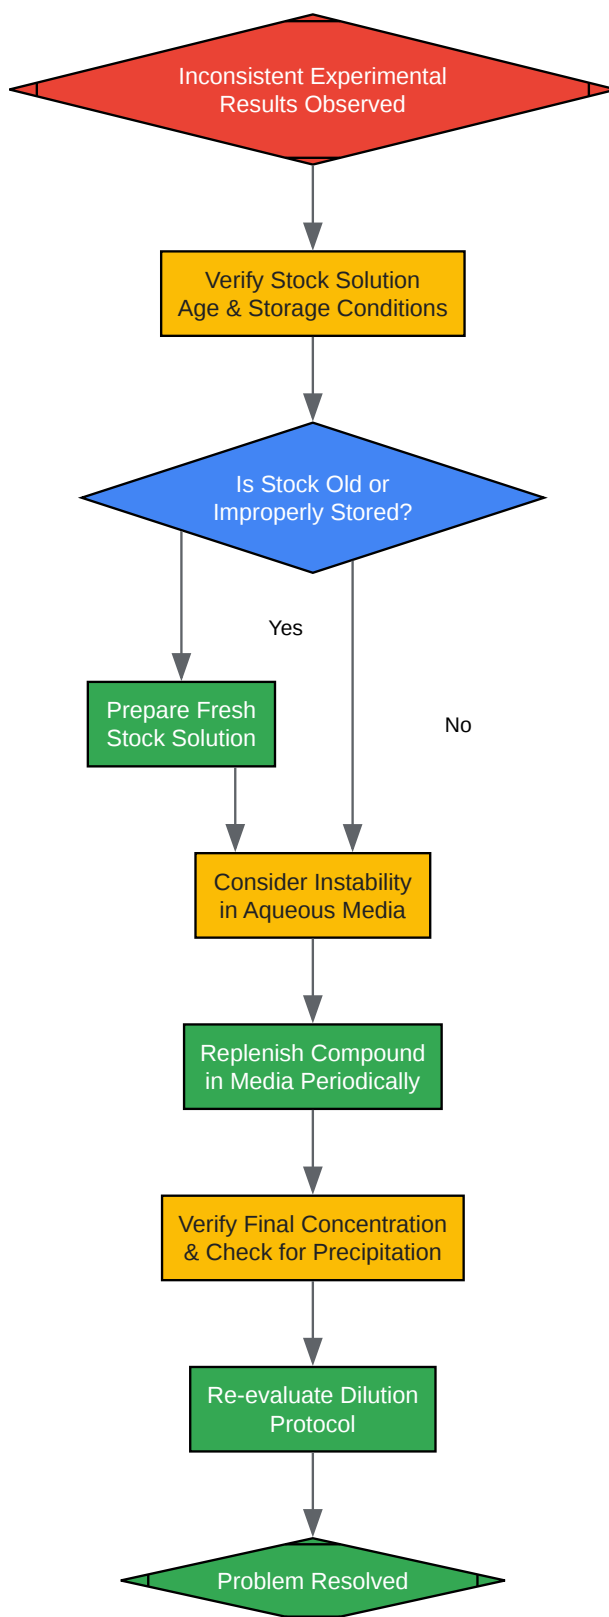 Inconsistent Experimental
Results Observed
Verify Stock Solution
Age & Storage Conditions
Is Stock Old or
Improperly Stored?
Yes
Prepare Fresh
Stock Solution
No
Consider Instability
in Aqueous Media
Replenish Compound
in Media Periodically
Verify Final Concentration
& Check for Precipitation
Re-evaluate Dilution
Protocol
Problem Resolved